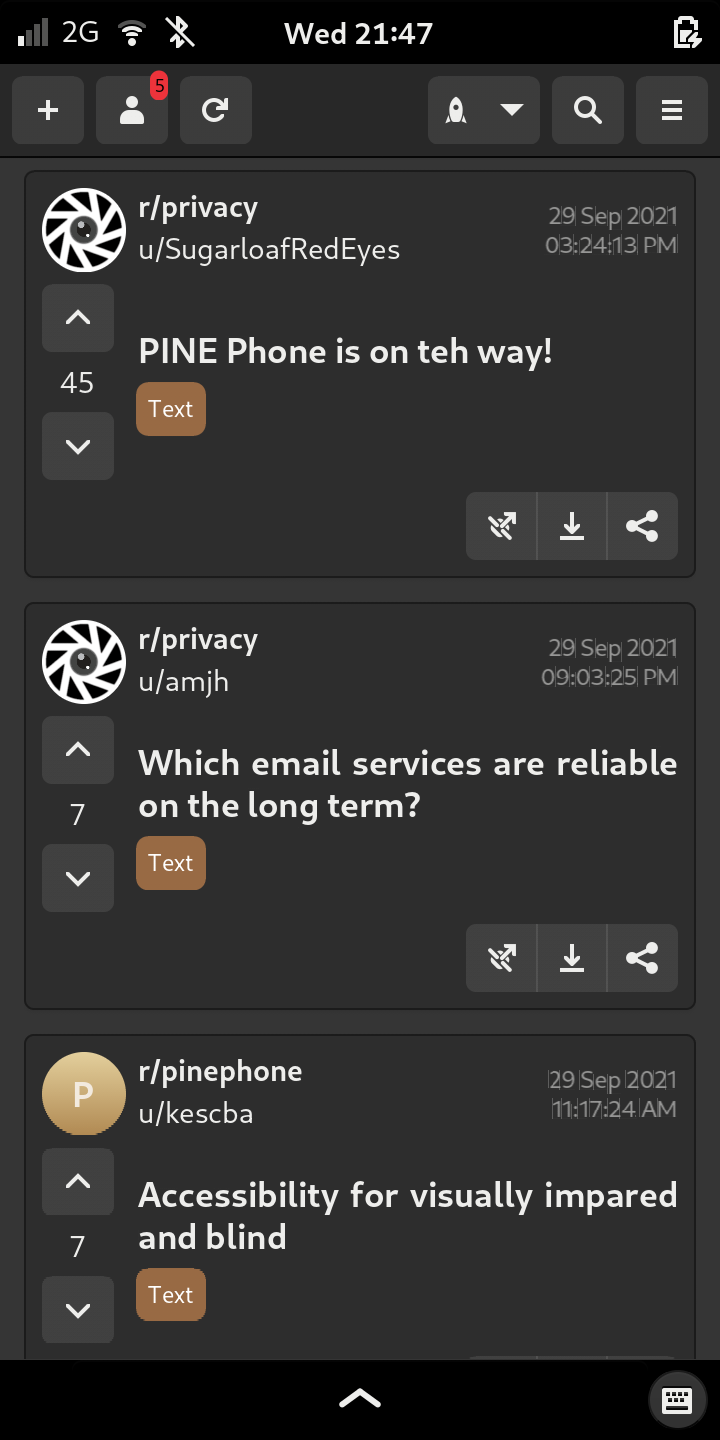 2G
Wed 21:47
5
r/privacy
u/SugarloafRedEyes
29 Sep 2021
03:24:13 PM
45
PINE Phone is on teh way!
Text
r/privacy
u/amjh
29 Sep 2021
09:03:25 PM
7
Which email services are reliable
on the long term?
Text
P
r/pinephone
u/kescba
29 Sep 2021
11:17:24 AM
7
Accessibility for visually impared
and blind
Text